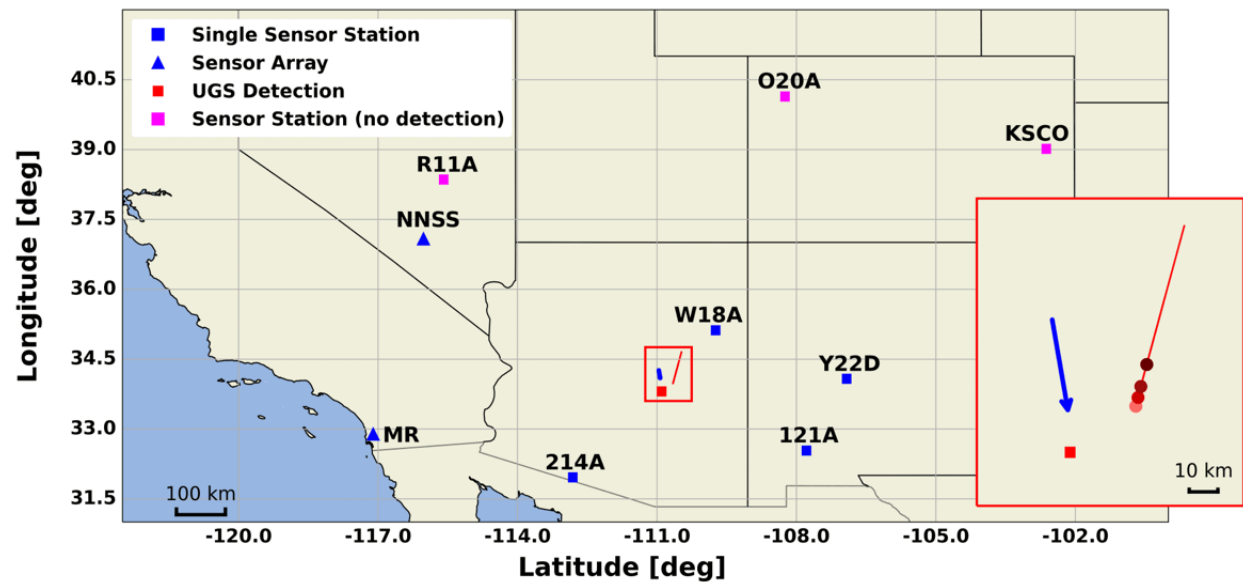 Single Sensor Station
Sensor Array
UGS Detection
Sensor Station (no detection)
40.5
39.0
37.5
36.0
34.5
33.0
31.5
Longitude [deg]
O20A
KSCO
R11A
NNSS
W18A
Y22D
MR
121A
214A
100 km
10 km
-120.0
-117.0
-114.0
-111.0
-108.0
-105.0
-102.0
Latitude [deg]